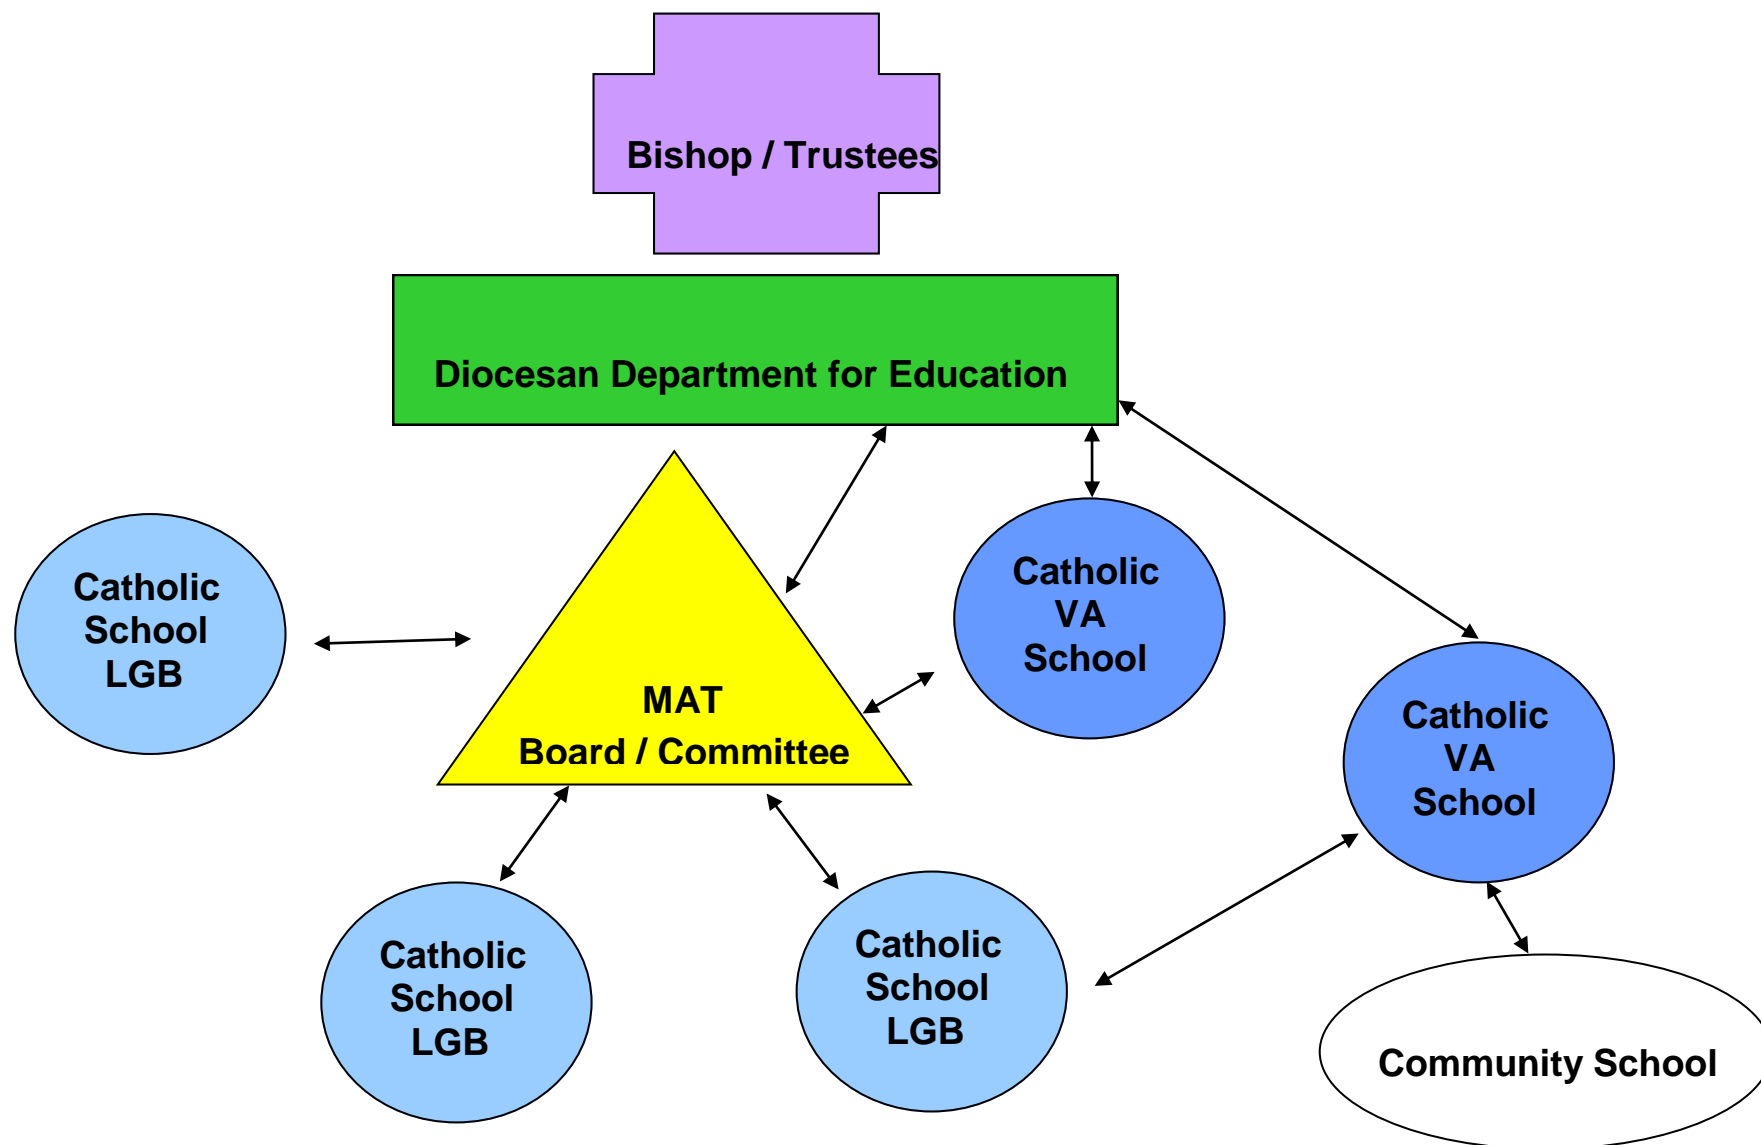 Bishop / Trustees
Diocesan Department for Education
Catholic
School
LGB
MAT
Board / Committee
Catholic
VA
School
Catholic
VA
School
Catholic
School
LGB
Catholic
School
LGB
Community School